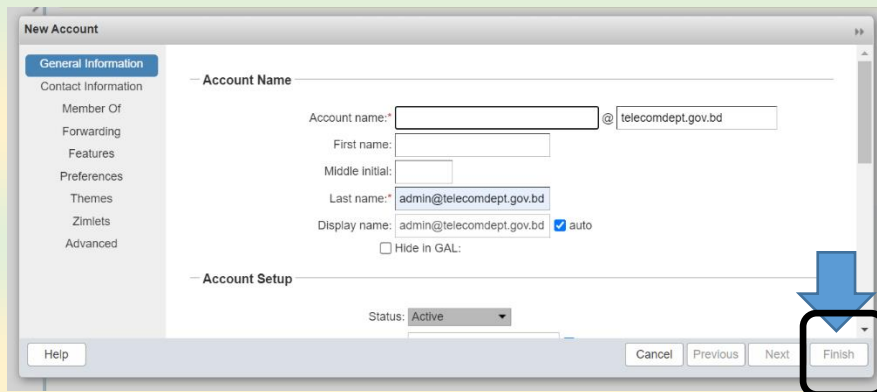 New Account
General Information
Contact Information
Member Of
Forwarding
Features
Preferences
Themes
Zimlets
Advanced
Account Name
Account name:* @ telecomdept.gov.bd
First name:
Middle initial:
Last name:* admin@telecomdept.gov.bd
Display name: admin@telecomdept.gov.bd auto
Hide in GAL:
Account Setup
Status: Active
Help Cancel Previous Next Finish